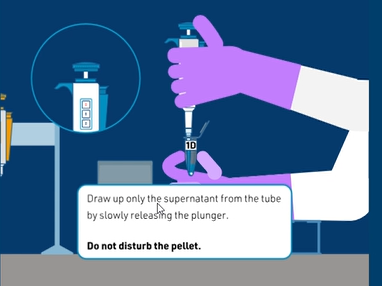 1D
Draw up only the supernatant from the tube
by slowly releasing the plunger.
Do not disturb the pellet.